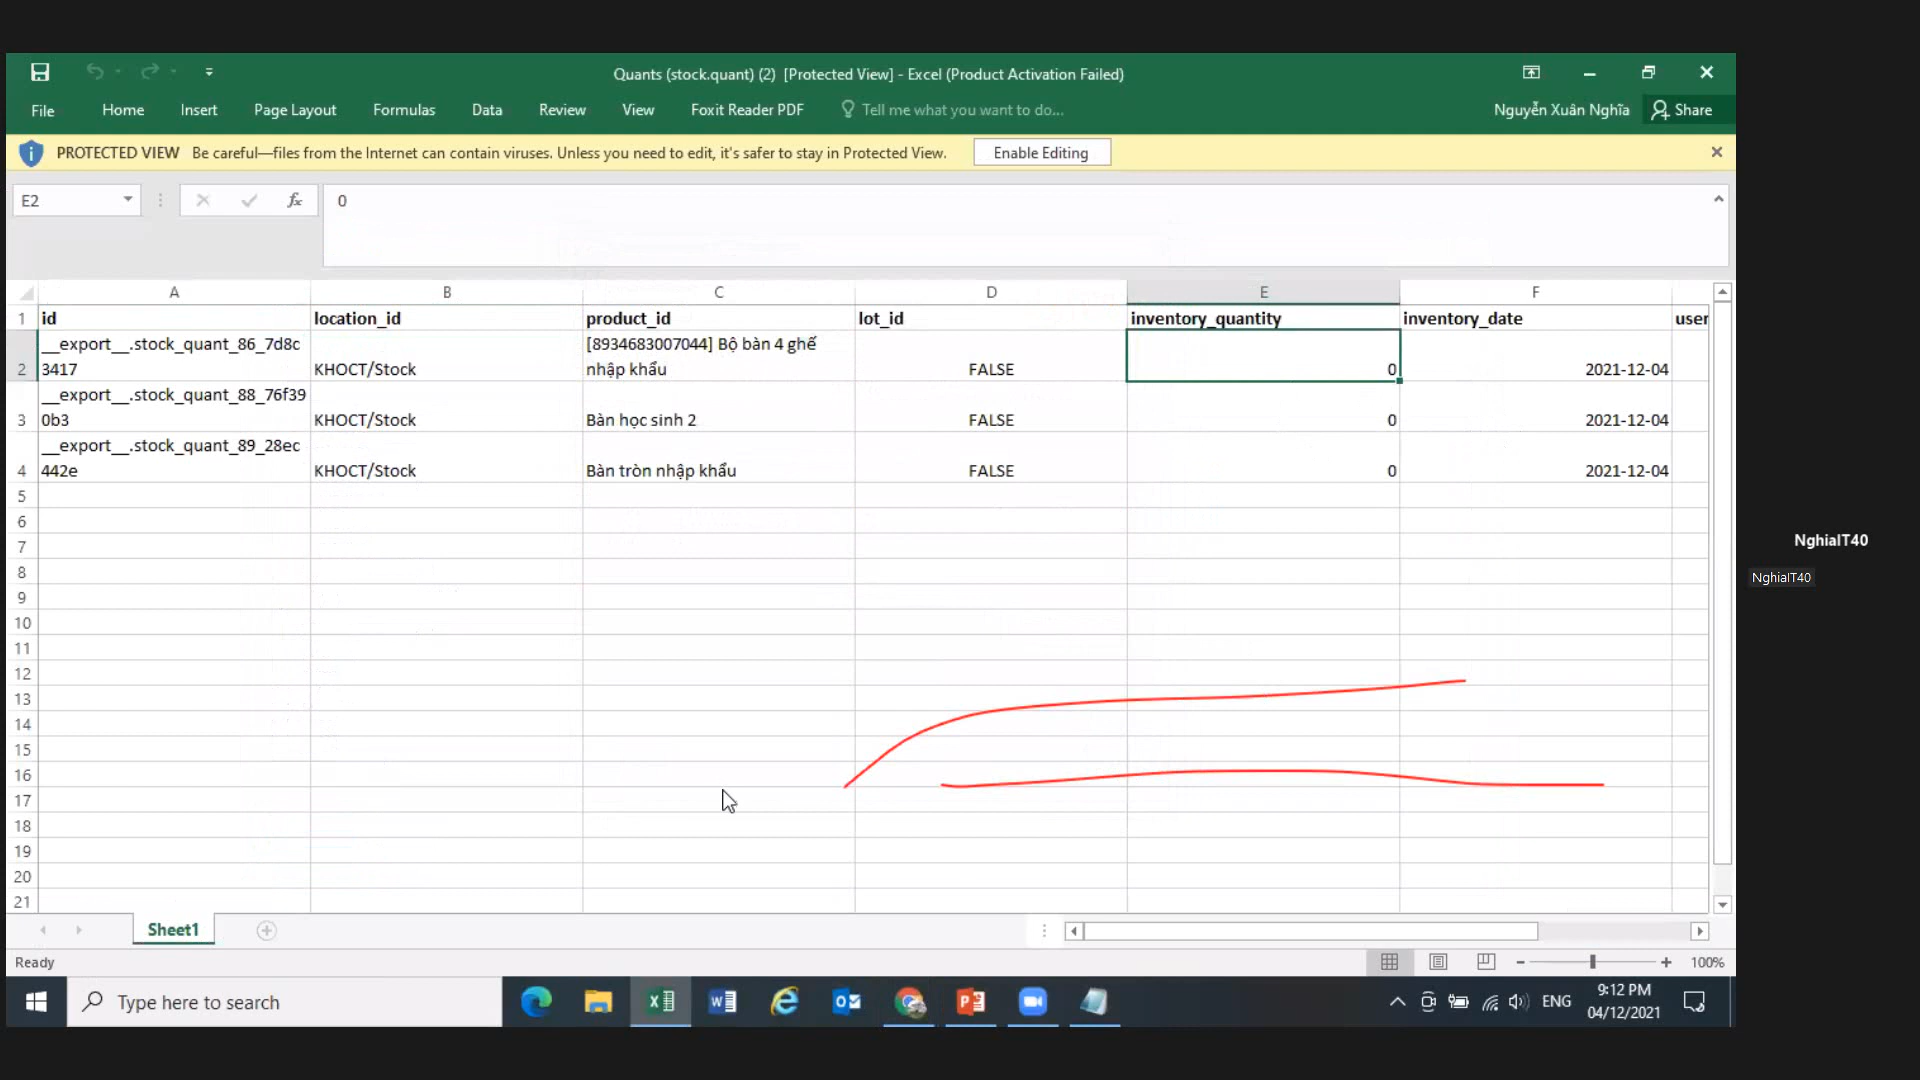 Quants (stock.quant) (2) [Protected View] - Excel (Product Activation Failed)
File Home Insert Page Layout Formulas Data Review View Foxit Reader PDF Tell me what you want to do... Nguyễn Xuân Nghĩa Share
PROTECTED VIEW Be careful—files from the Internet can contain viruses. Unless you need to edit, it's safer to stay in Protected View. Enable Editing
E2 fx 0
A B C D E F
1 id location_id product_id lot_id inventory_quantity inventory_date user
__export__.stock_quant_86_7d8c [8934683007044] Bộ bàn 4 ghế
2 3417 KHOCT/Stock nhập khẩu FALSE 0 2021-12-04
__export__.stock_quant_88_76f39
3 0b3 KHOCT/Stock Bàn học sinh 2 FALSE 0 2021-12-04
__export__.stock_quant_89_28ec
4 442e KHOCT/Stock Bàn tròn nhập khẩu FALSE 0 2021-12-04
5
6
7
8
9
10
11
12
13
14
15
16
17
18
19
20
21
NghiaIT40
NghiaIT40
Sheet1
Ready 100%
Type here to search ENG 9:12 PM
04/12/2021